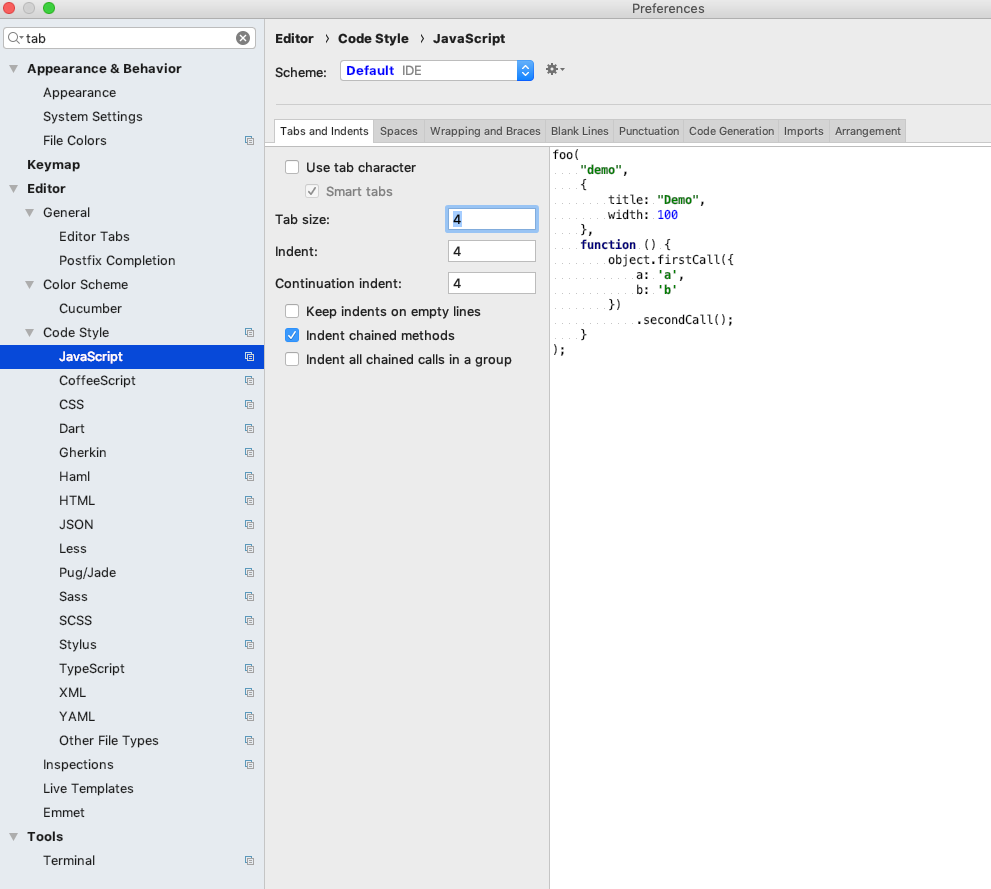 Preferences
tab
Appearance & Behavior
Appearance
System Settings
File Colors
Keymap
Editor
General
Editor Tabs
Postfix Completion
Color Scheme
Cucumber
Code Style
JavaScript
CoffeeScript
CSS
Dart
Gherkin
Haml
HTML
JSON
Less
Pug/Jade
Sass
SCSS
Stylus
TypeScript
XML
YAML
Other File Types
Inspections
Live Templates
Emmet
Tools
Terminal
Editor › Code Style › JavaScript
Scheme: Default IDE
Tabs and Indents Spaces Wrapping and Braces Blank Lines Punctuation Code Generation Imports Arrangement
Use tab character
Smart tabs
Tab size: 4
Indent: 4
Continuation indent: 4
Keep indents on empty lines
Indent chained methods
Indent all chained calls in a group
foo(
    "demo",
    {
        title: "Demo",
        width: 100
    },
    function () {
        object.firstCall({
            a: 'a',
            b: 'b'
        })
            .secondCall();
    }
);